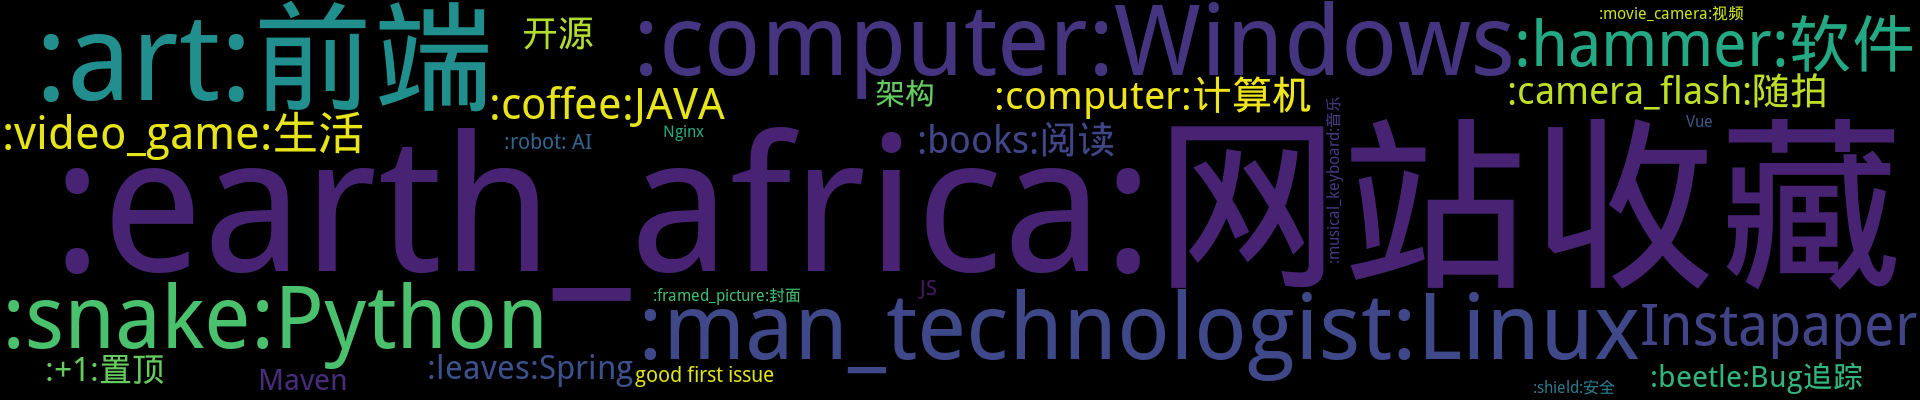 :art:前端
开源
:computer:Windows
:movie_camera:视频
:hammer:软件
:coffee:JAVA
架构
:computer:计算机
:camera_flash:随拍
:video_game:生活
:robot: AI
Nginx
:books:阅读
:musical_keyboard:音乐
Vue
:earth_africa:网站收藏
:snake:Python
:framed_picture:封面
JS
:man_technologist:Linux
Instapaper
:+1:置顶
Maven
:leaves:Spring
good first issue
:shield:安全
:beetle:Bug追踪